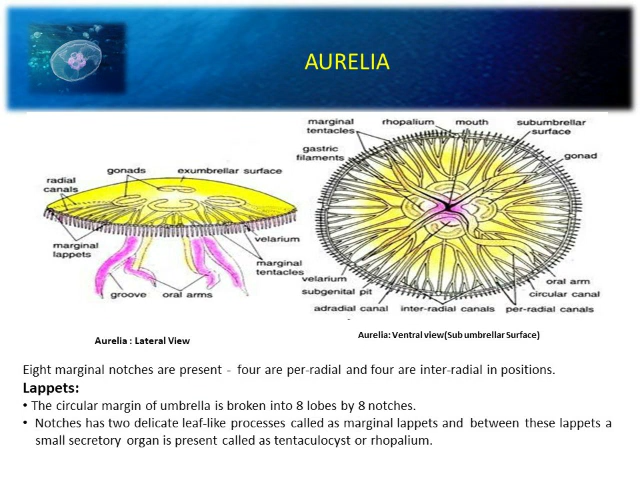 AURELIA
marginal tentacles
rhopalium
mouth
subumbrellar surface
gastric filaments
gonad
gonads
exumbrellar surface
radial canals
velarium
marginal lappets
marginal tentacles
groove
oral arms
velarium
subgenital pit
adradial canal
inter-radial canals
per-radial canals
oral arm
circular canal
Aurelia : Lateral View
Aurelia: Ventral view(Sub umbrellar Surface)
Eight marginal notches are present - four are per-radial and four are inter-radial in positions.
Lappets:
• The circular margin of umbrella is broken into 8 lobes by 8 notches.
• Notches has two delicate leaf-like processes called as marginal lappets and between these lappets a
small secretory organ is present called as tentaculocyst or rhopalium.